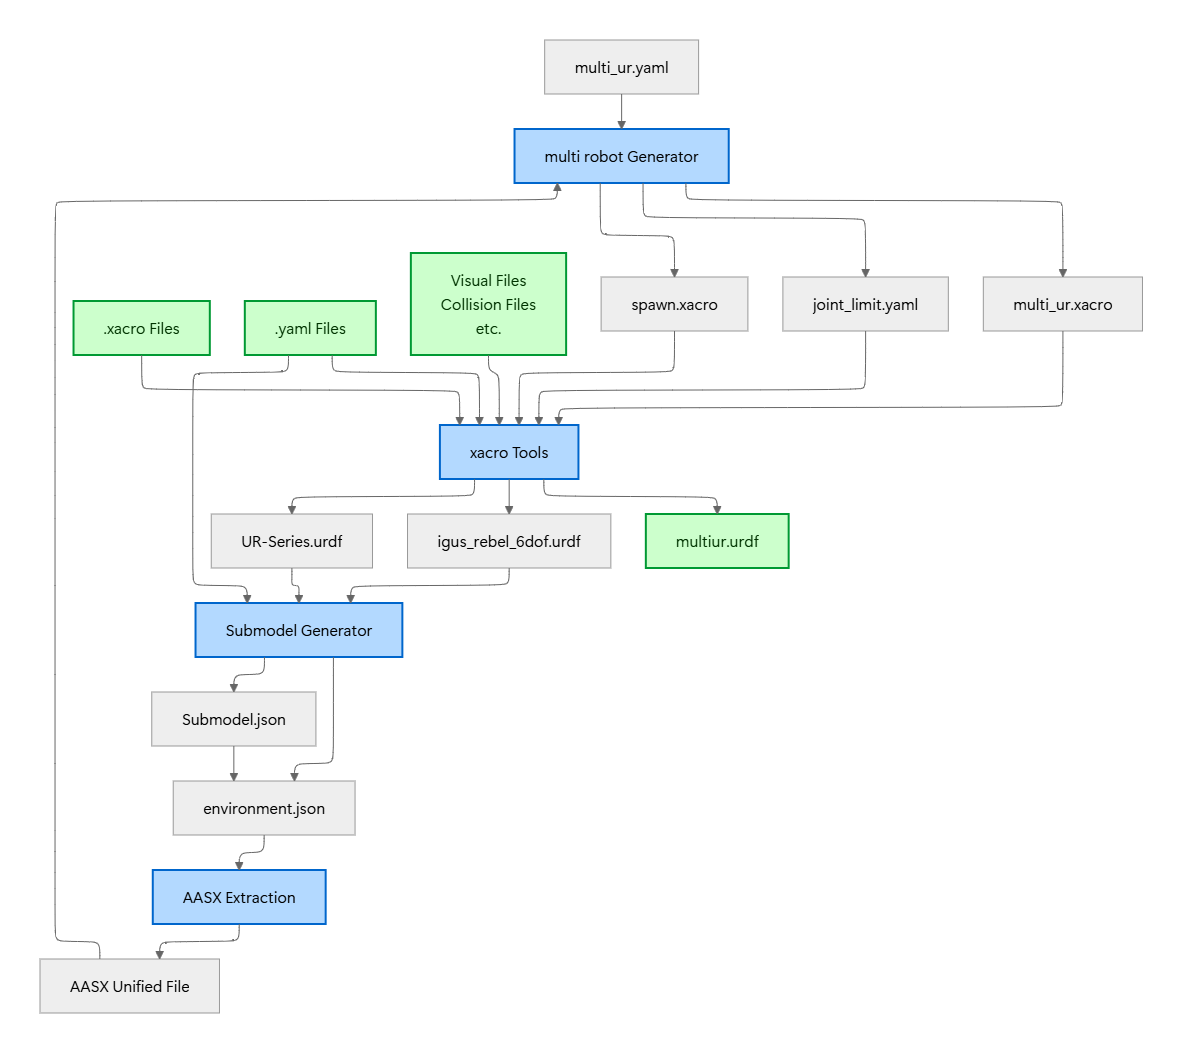 multi_ur.yaml
multi robot Generator
Visual Files
Collision Files
etc.
.xacro Files
.yaml Files
spawn.xacro
joint_limit.yaml
multi_ur.xacro
xacro Tools
UR-Series.urdf
igus_rebel_6dof.urdf
multiur.urdf
Submodel Generator
Submodel.json
environment.json
AASX Extraction
AASX Unified File